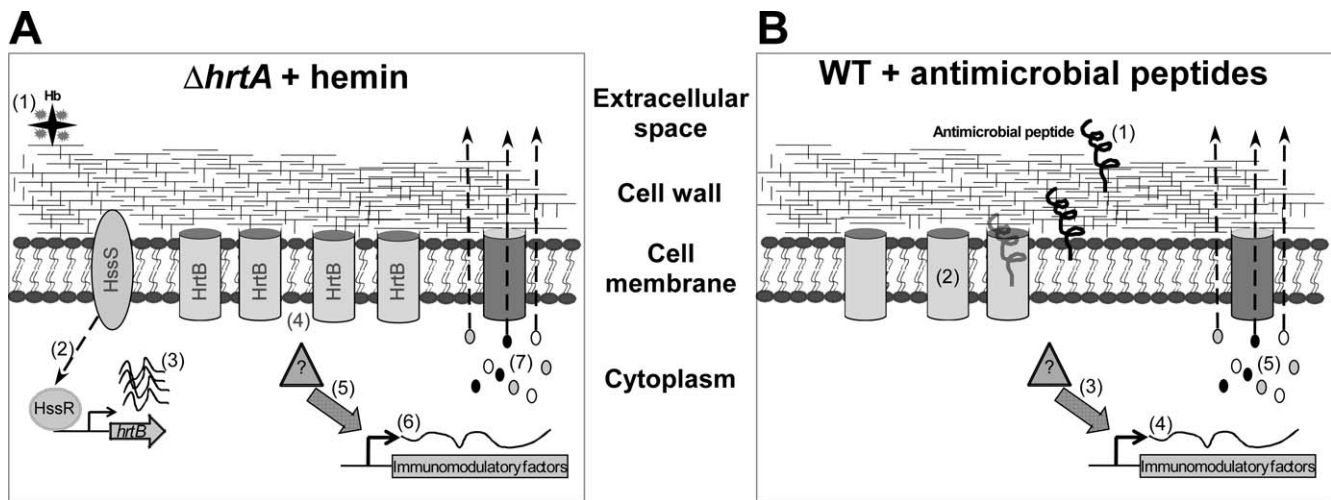 A
ΔhrtA + hemin
(1)
Hb
HssS
HrtB
HrtB
HrtB
HrtB
(4)
(2)
(3)
HssR
hrtB
?
(5)
(6)
(7)
Immunomodulatory factors
Extracellular
space
Cell wall
Cell
membrane
Cytoplasm
B
WT + antimicrobial peptides
Antimicrobial peptide
(1)
(2)
?
(3)
(4)
(5)
Immunomodulatory factors